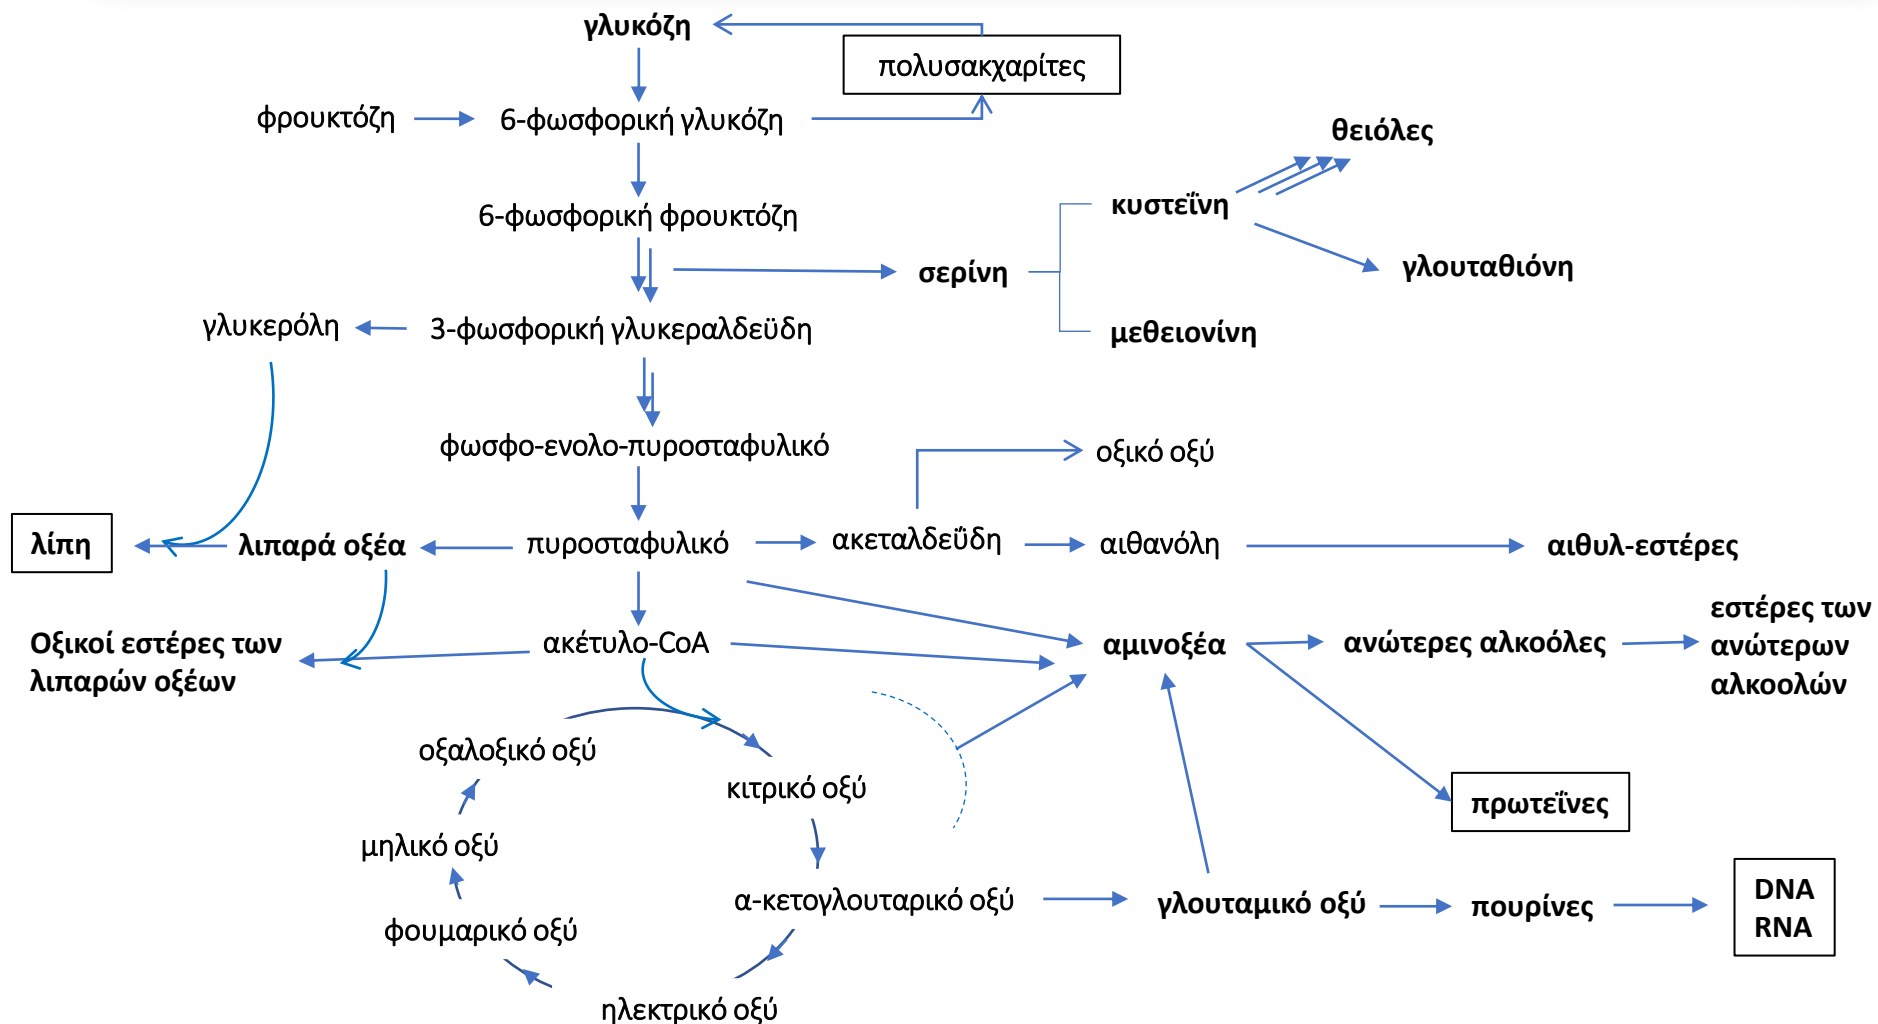 γλυκόζη
πολυσακχαρίτες
φρουκτόζη
6-φωσφορική γλυκόζη
θειόλες
κυστεΐνη
6-φωσφορική φρουκτόζη
σερίνη
γλουταθιόνη
γλυκερόλη
3-φωσφορική γλυκεραλδεϋδη
μεθειονίνη
φωσφο-ενολο-πυροσταφυλικό
οξικό οξύ
λίπη
λιπαρά οξέα
πυροσταφυλικό
ακεταλδεΰδη
αιθανόλη
αιθυλ-εστέρες
Οξικοί εστέρες των
λιπαρών οξέων
ακέτυλο-CoA
αμινοξέα
ανώτερες αλκοόλες
εστέρες των
ανώτερων
αλκοολών
οξαλοξικό οξύ
κιτρικό οξύ
πρωτεΐνες
μηλικό οξύ
α-κετογλουταρικό οξύ
γλουταμικό οξύ
πουρίνες
DNA
RNA
φουμαρικό οξύ
ηλεκτρικό οξύ